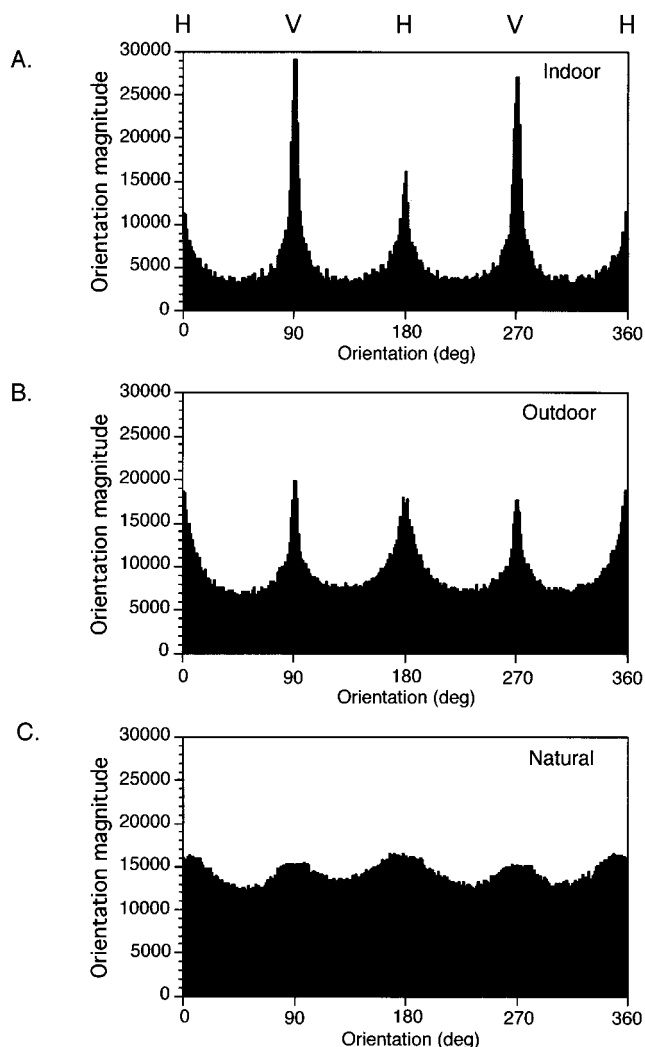 H V H V H
A.
Indoor
Orientation magnitude
30000
25000
20000
15000
10000
5000
0
0 90 180 270 360
Orientation (deg)
B.
Outdoor
Orientation magnitude
30000
25000
20000
15000
10000
5000
0
0 90 180 270 360
Orientation (deg)
C.
Natural
Orientation magnitude
30000
25000
20000
15000
10000
5000
0
0 90 180 270 360
Orientation (deg)